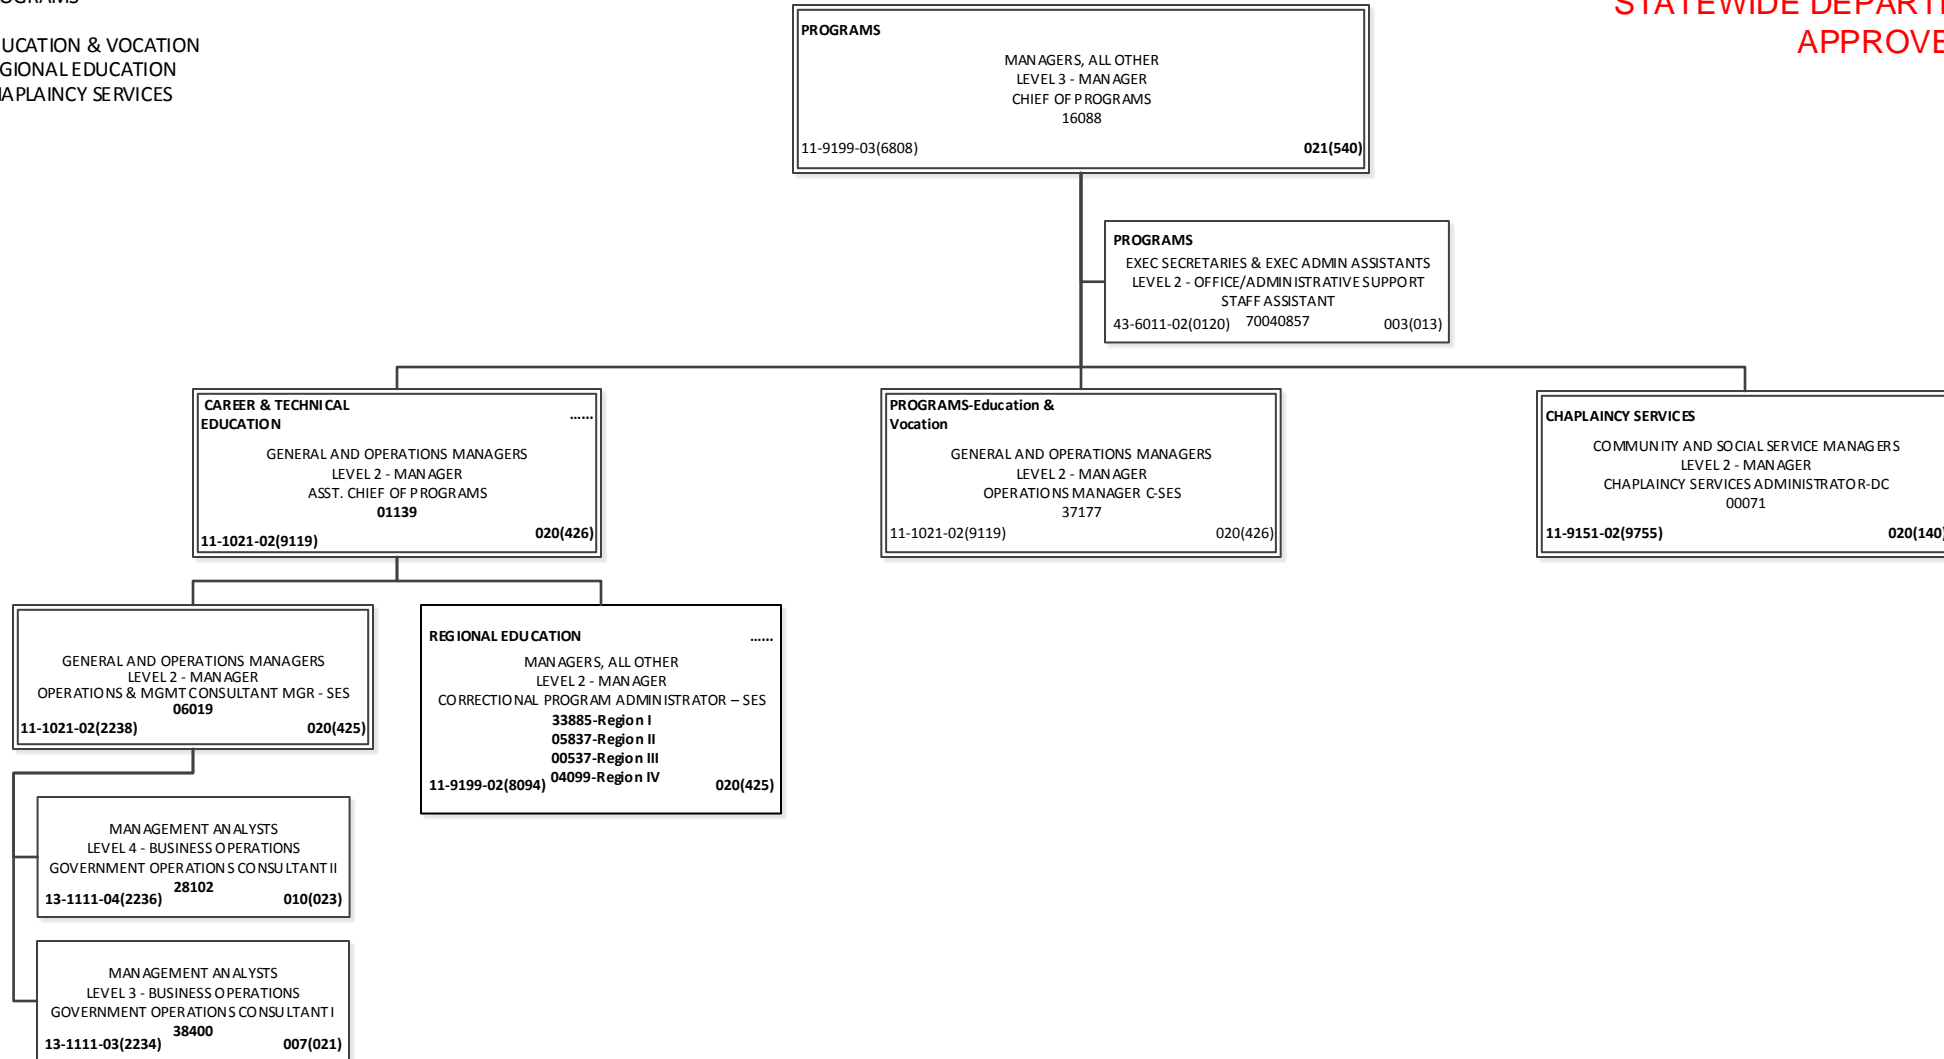 OGRAMS
UCATION & VOCATION
GIONAL EDUCATION
HAPLAINCY SERVICES
STATEWIDE DEPARTI
APPROVE
PROGRAMS
MANAGERS, ALL OTHER
LEVEL 3 - MANAGER
CHIEF OF PROGRAMS
16088
11-9199-03(6808) 021(540)
PROGRAMS
EXEC SECRETARIES & EXEC ADMIN ASSISTANTS
LEVEL 2 - OFFICE/ADMINISTRATIVE SUPPORT
STAFF ASSISTANT
43-6011-02(0120) 70040857 003(013)
CAREER & TECHNICAL
EDUCATION ......
GENERAL AND OPERATIONS MANAGERS
LEVEL 2 - MANAGER
ASST. CHIEF OF PROGRAMS
01139
11-1021-02(9119) 020(426)
PROGRAMS-Education &
Vocation
GENERAL AND OPERATIONS MANAGERS
LEVEL 2 - MANAGER
OPERATIONS MANAGER C-SES
37177
11-1021-02(9119) 020(426)
CHAPLAINCY SERVICES
COMMUNITY AND SOCIAL SERVICE MANAGERS
LEVEL 2 - MANAGER
CHAPLAINCY SERVICES ADMINISTRATOR-DC
00071
11-9151-02(9755) 020(140)
GENERAL AND OPERATIONS MANAGERS
LEVEL 2 - MANAGER
OPERATIONS & MGMT CONSULTANT MGR - SES
06019
11-1021-02(2238) 020(425)
REGIONAL EDUCATION ......
MANAGERS, ALL OTHER
LEVEL 2 - MANAGER
CORRECTIONAL PROGRAM ADMINISTRATOR – SES
33885-Region I
05837-Region II
00537-Region III
04099-Region IV
11-9199-02(8094) 020(425)
MANAGEMENT ANALYSTS
LEVEL 4 - BUSINESS OPERATIONS
GOVERNMENT OPERATIONS CONSULTANT II
28102
13-1111-04(2236) 010(023)
MANAGEMENT ANALYSTS
LEVEL 3 - BUSINESS OPERATIONS
GOVERNMENT OPERATIONS CONSULTANT I
38400
13-1111-03(2234) 007(021)